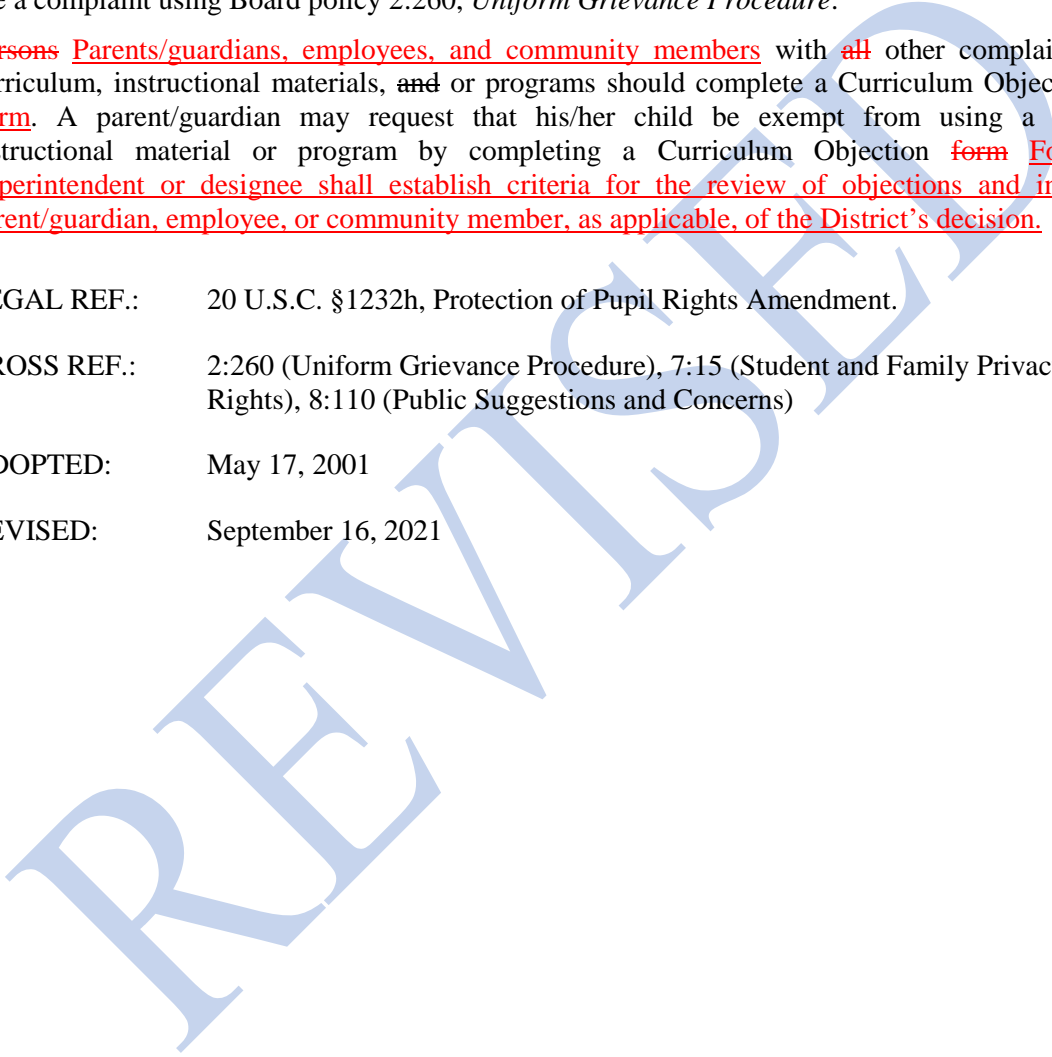 a complaint using Board policy 2:260, Uniform Grievance Procedure.
rsons Parents/guardians, employees, and community members with all other complai
rriculum, instructional materials, and or programs should complete a Curriculum Objec
rm. A parent/guardian may request that his/her child be exempt from using a
structional material or program by completing a Curriculum Objection form Fo
perintendent or designee shall establish criteria for the review of objections and in
rent/guardian, employee, or community member, as applicable, of the District's decision.
EGAL REF.: 20 U.S.C. §1232h, Protection of Pupil Rights Amendment.
ROSS REF.: 2:260 (Uniform Grievance Procedure), 7:15 (Student and Family Privac
Rights), 8:110 (Public Suggestions and Concerns)
DOPTED: May 17, 2001
EVISED: September 16, 2021
REVISED